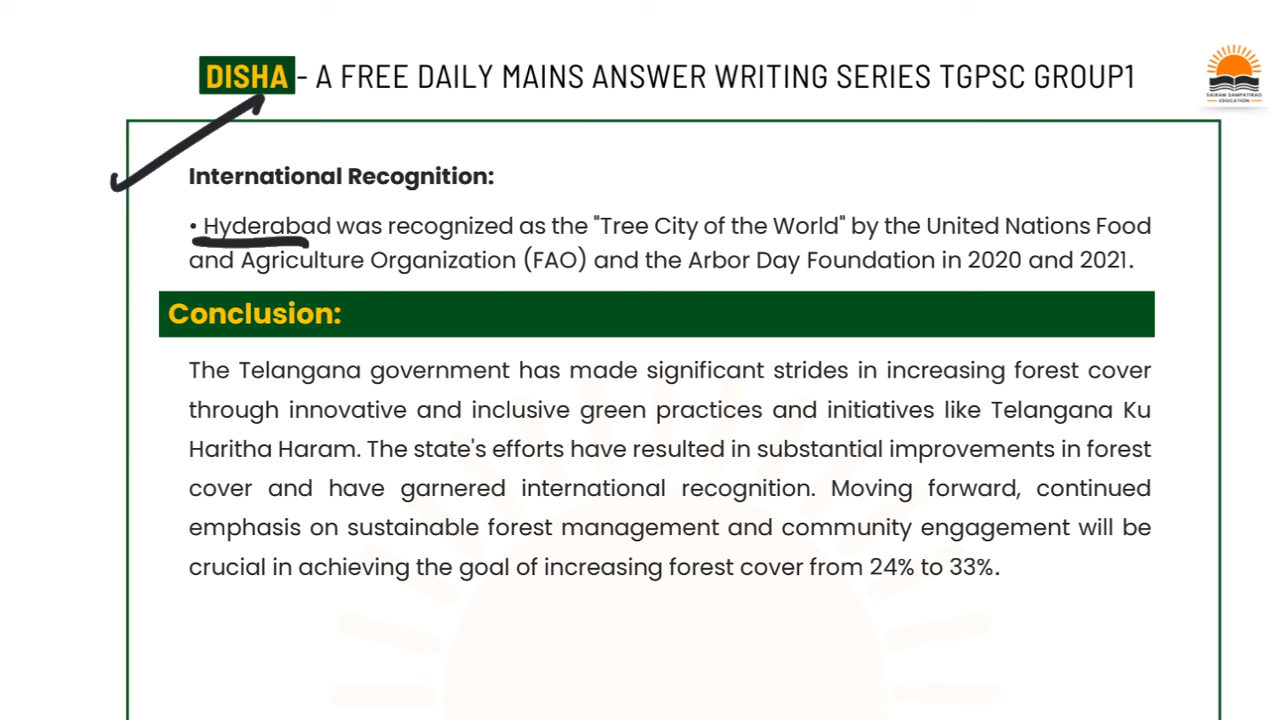 DISHA - A FREE DAILY MAINS ANSWER WRITING SERIES TGPSC GROUP1
SAIRAM SAMPATIRAO
EDUCATION
International Recognition:
• Hyderabad was recognized as the "Tree City of the World" by the United Nations Food
and Agriculture Organization (FAO) and the Arbor Day Foundation in 2020 and 2021.
Conclusion:
The Telangana government has made significant strides in increasing forest cover
through innovative and inclusive green practices and initiatives like Telangana Ku
Haritha Haram. The state's efforts have resulted in substantial improvements in forest
cover and have garnered international recognition. Moving forward, continued
emphasis on sustainable forest management and community engagement will be
crucial in achieving the goal of increasing forest cover from 24% to 33%.